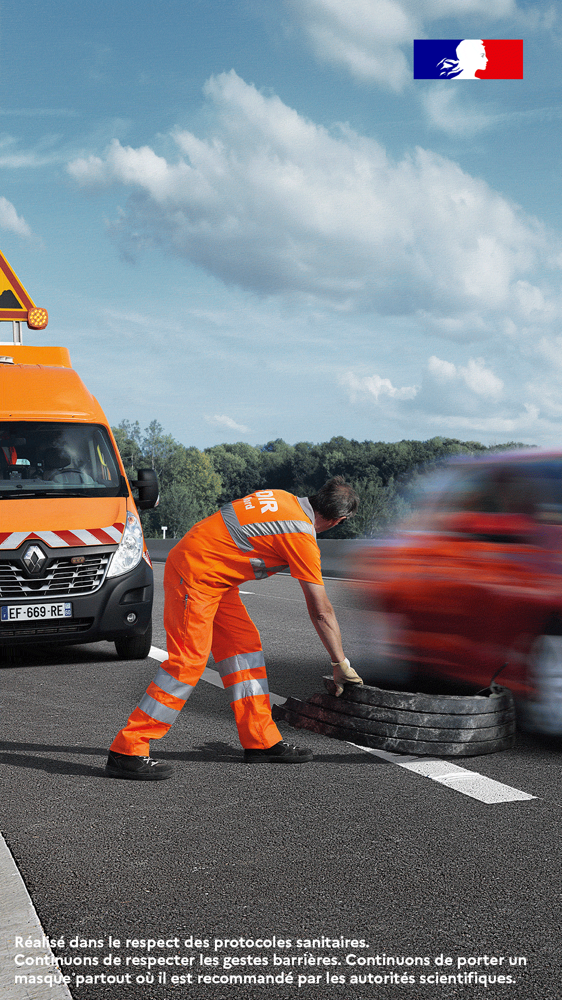 DIR
Nord
EF-669-RE
F
60
Réalisé dans le respect des protocoles sanitaires.
Continuons de respecter les gestes barrières. Continuons de porter un
masque partout où il est recommandé par les autorités scientifiques.